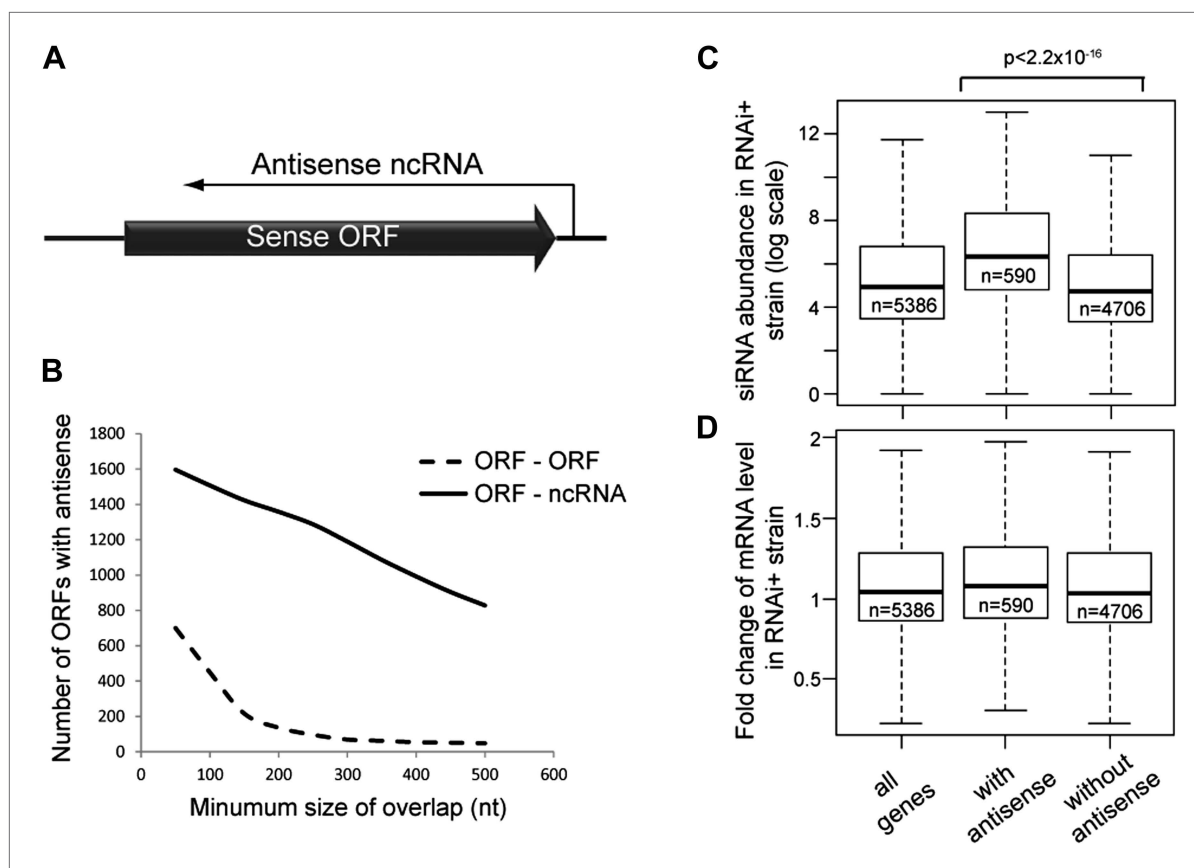 A
Antisense ncRNA
Sense ORF
B
Number of ORFs with antisense
1800
1600
1400
1200
1000
800
600
400
200
0
0 100 200 300 400 500 600
Minumum size of overlap (nt)
ORF - ORF
ORF - ncRNA
C
p<2.2x10-16
siRNA abundance in RNAi+
strain (log scale)
12
8
4
0
n=5386
n=590
n=4706
D
Fold change of mRNA level
in RNAi+ strain
2
1.5
1
0.5
n=5386
n=590
n=4706
all
genes
with
antisense
without
antisense